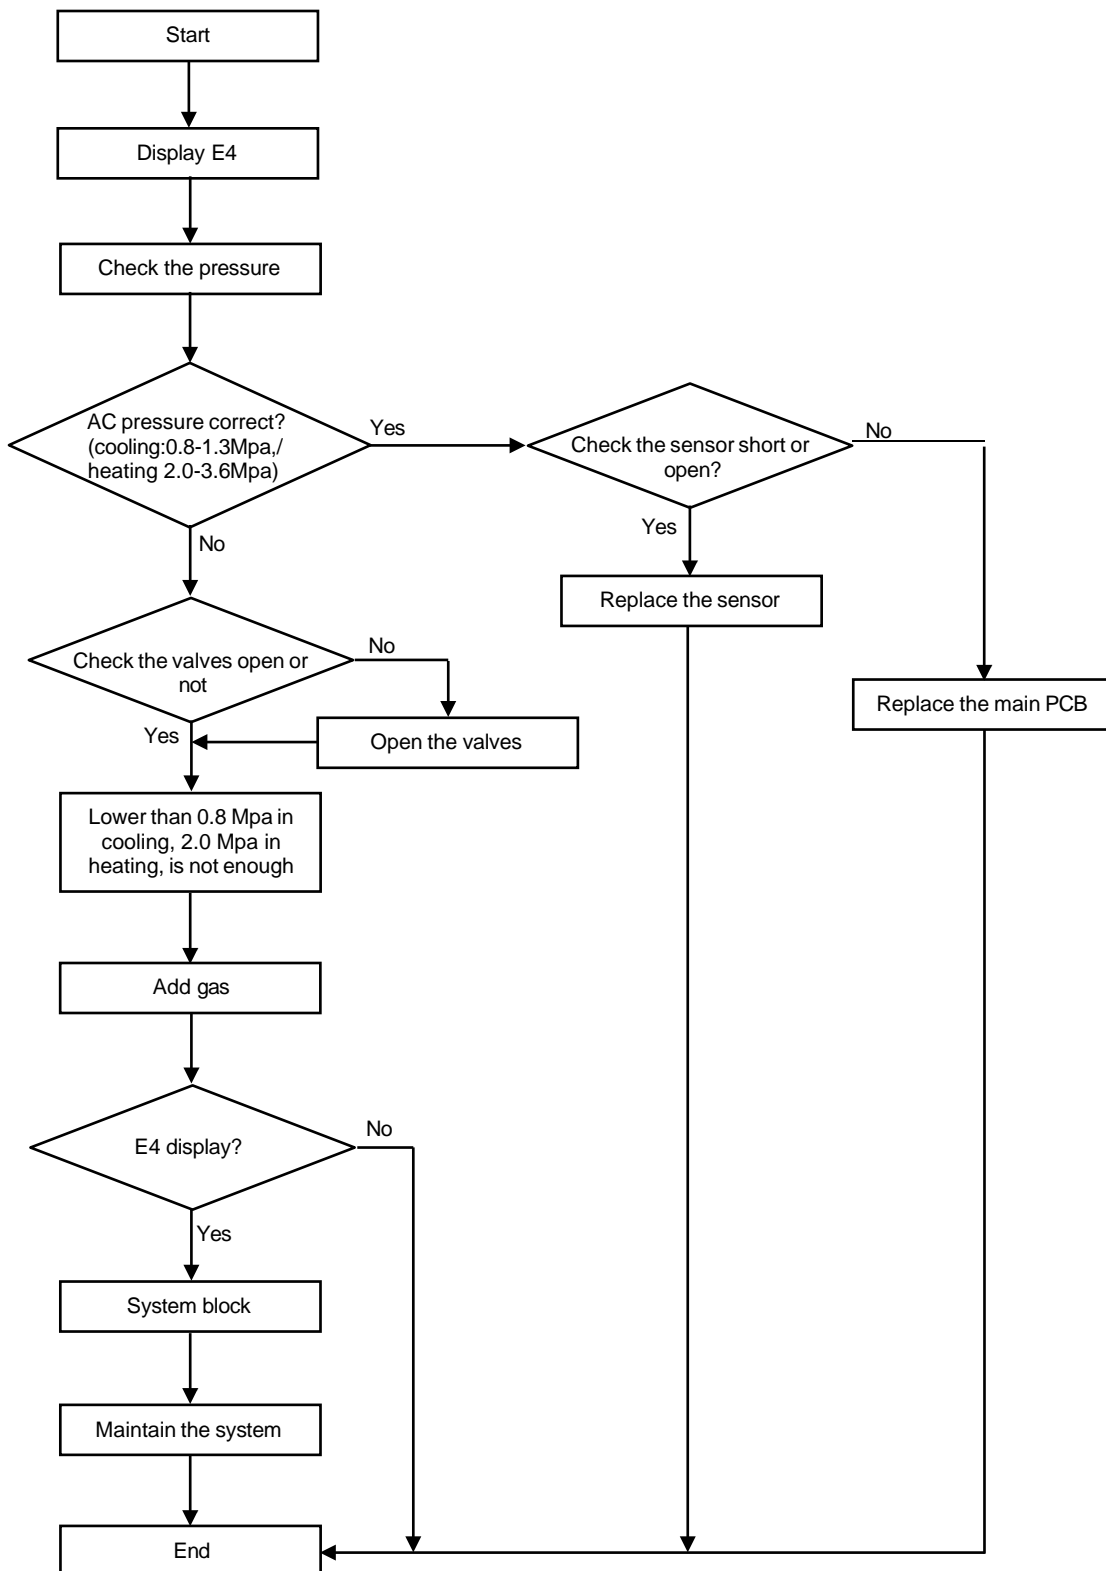 Start
Display E4
Check the pressure
AC pressure correct?
(cooling:0.8-1.3Mpa,/
heating 2.0-3.6Mpa)
Yes
Check the sensor short or
open?
No
No
Yes
Replace the sensor
Check the valves open or
not
No
Replace the main PCB
Yes
Open the valves
Lower than 0.8 Mpa in
cooling, 2.0 Mpa in
heating, is not enough
Add gas
E4 display?
No
Yes
System block
Maintain the system
End